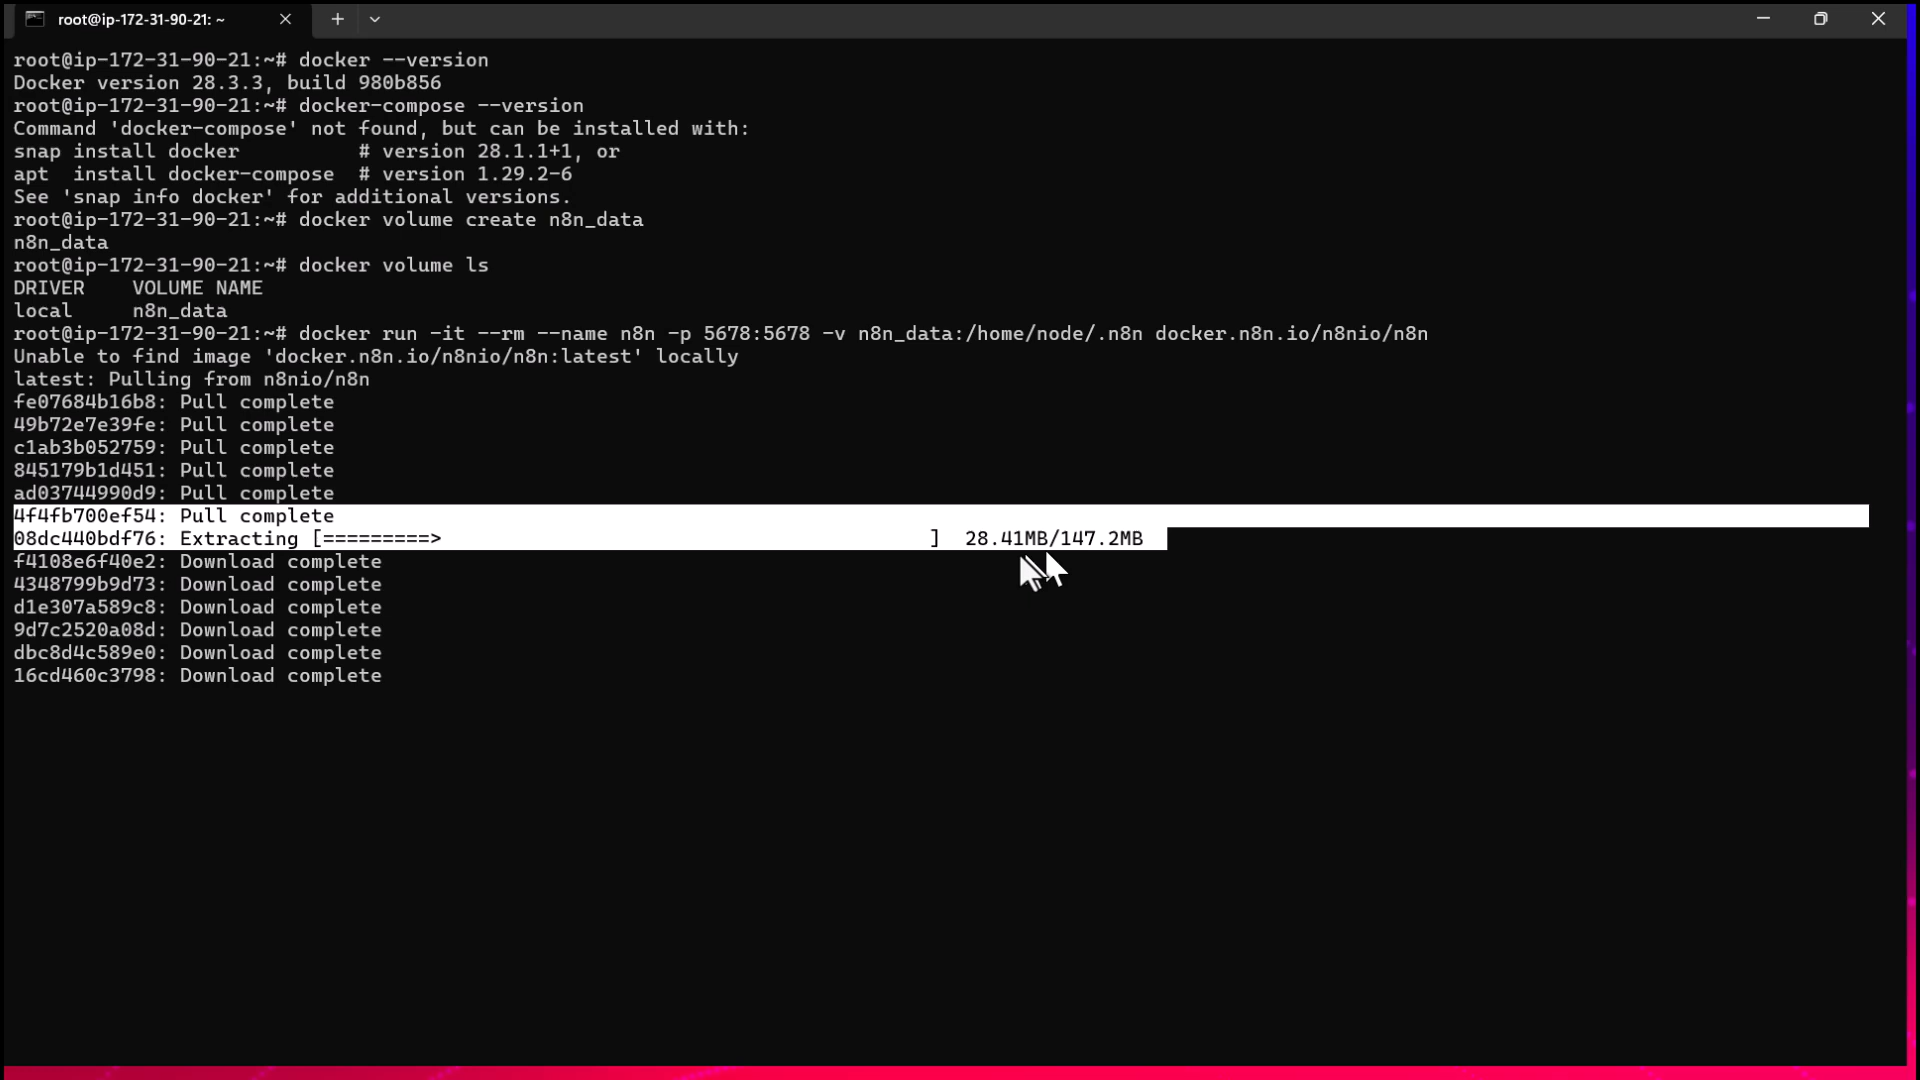 root@ip-172-31-90-21: ~
root@ip-172-31-90-21:~# docker --version
Docker version 28.3.3, build 980b856
root@ip-172-31-90-21:~# docker-compose --version
Command 'docker-compose' not found, but can be installed with:
snap install docker          # version 28.1.1+1, or
apt  install docker-compose  # version 1.29.2-6
See 'snap info docker' for additional versions.
root@ip-172-31-90-21:~# docker volume create n8n_data
n8n_data
root@ip-172-31-90-21:~# docker volume ls
DRIVER    VOLUME NAME
local     n8n_data
root@ip-172-31-90-21:~# docker run -it --rm --name n8n -p 5678:5678 -v n8n_data:/home/node/.n8n docker.n8n.io/n8nio/n8n
Unable to find image 'docker.n8n.io/n8nio/n8n:latest' locally
latest: Pulling from n8nio/n8n
fe07684b16b8: Pull complete
49b72e7e39fe: Pull complete
c1ab3b052759: Pull complete
845179b1d451: Pull complete
ad03744990d9: Pull complete
4f4fb700ef54: Pull complete
08dc440bdf76: Extracting [=========>                                         ]  28.41MB/147.2MB
f4108e6f40e2: Download complete
4348799b9d73: Download complete
d1e307a589c8: Download complete
9d7c2520a08d: Download complete
dbc8d4c589e0: Download complete
16cd460c3798: Download complete